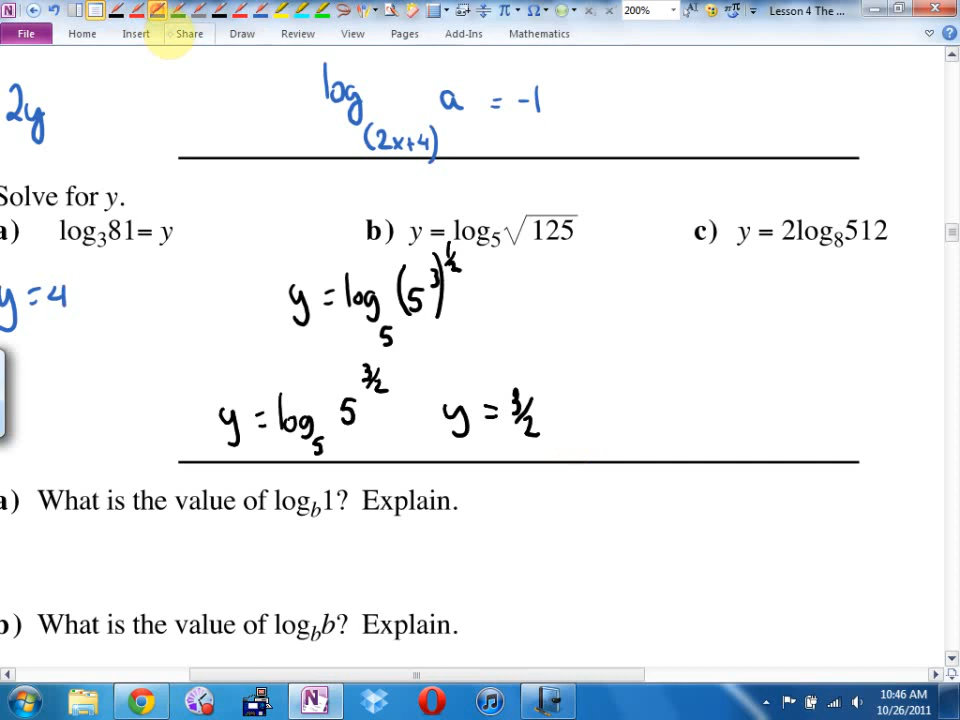 200% Lesson 4 The ...
File Home Insert Share Draw Review View Pages Add-Ins Mathematics
2y log(2x+4) a = -1
Solve for y.
a) log₃81= y b) y = log₅√125 c) y = 2log₈512
y = 4 y = log₅(5³)^½
y = log₅ 5^3/2 y = 3/2
a) What is the value of log_b1? Explain.
b) What is the value of log_bb? Explain.
10:46 AM
10/26/2011